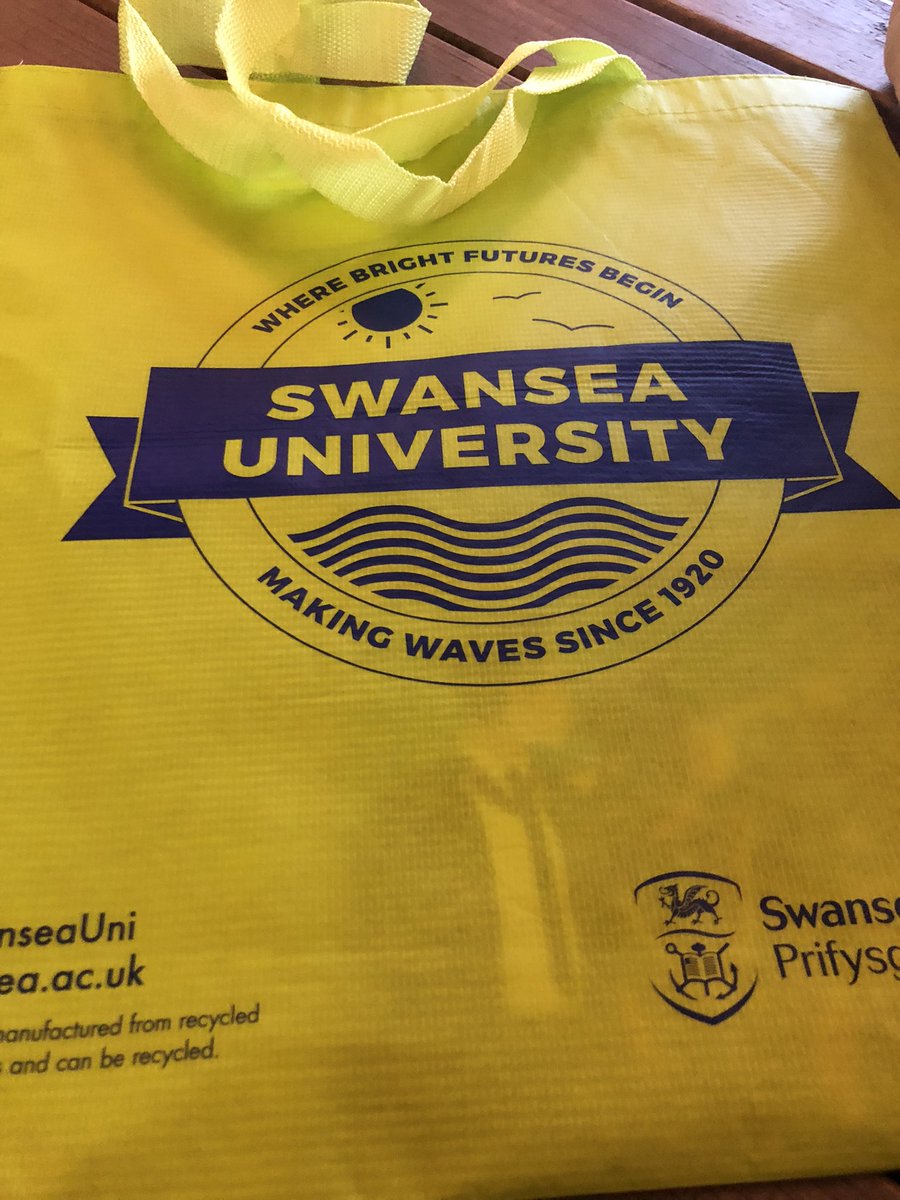 WHERE BRIGHT FUTURES BEGIN
SWANSEA
UNIVERSITY
MAKING WAVES SINCE 1920
nseaUni
ea.ac.uk
manufactured from recycled
s and can be recycled.
Swanse
Prifysg